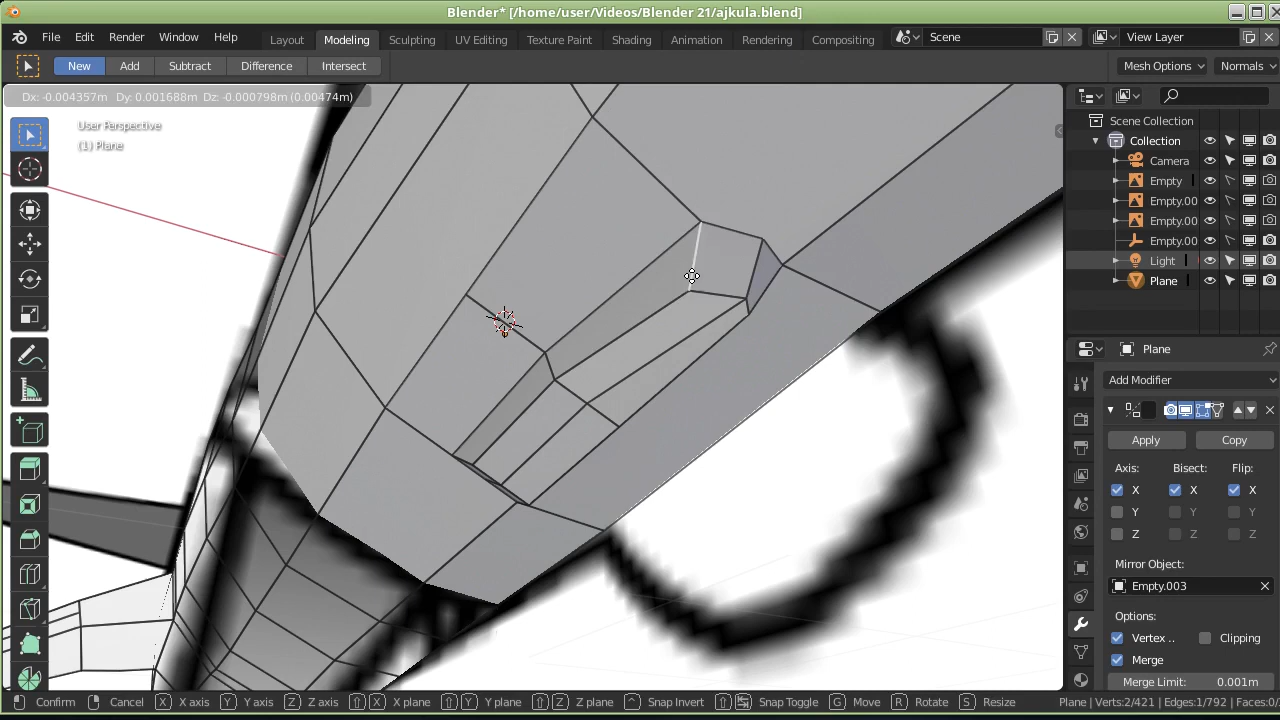 Blender* [/home/user/Videos/Blender 21/ajkula.blend]
File Edit Render Window Help Layout Modeling Sculpting UV Editing Texture Paint Shading Animation Rendering Compositing Scene View Layer
New Add Subtract Difference Intersect Mesh Options Normals
Dx: -0.004357m Dy: 0.001688m Dz: -0.000798m (0.00474m)
User Perspective
(1) Plane
Scene Collection
Collection
Camera
Empty
Empty.00
Empty.00
Empty.00
Light
Plane
Plane
Add Modifier
Apply Copy
Axis: Bisect: Flip:
X X X
Y Y Y
Z Z Z
Mirror Object:
Empty.003
Options:
Vertex .. Clipping
Merge
Merge Limit: 0.001m
Confirm Cancel X X axis Y Y axis Z Z axis X X plane Y Y plane Z Z plane Snap Invert Snap Toggle G Move R Rotate S Resize Plane | Verts:2/421 | Edges:1/792 | Faces:0/